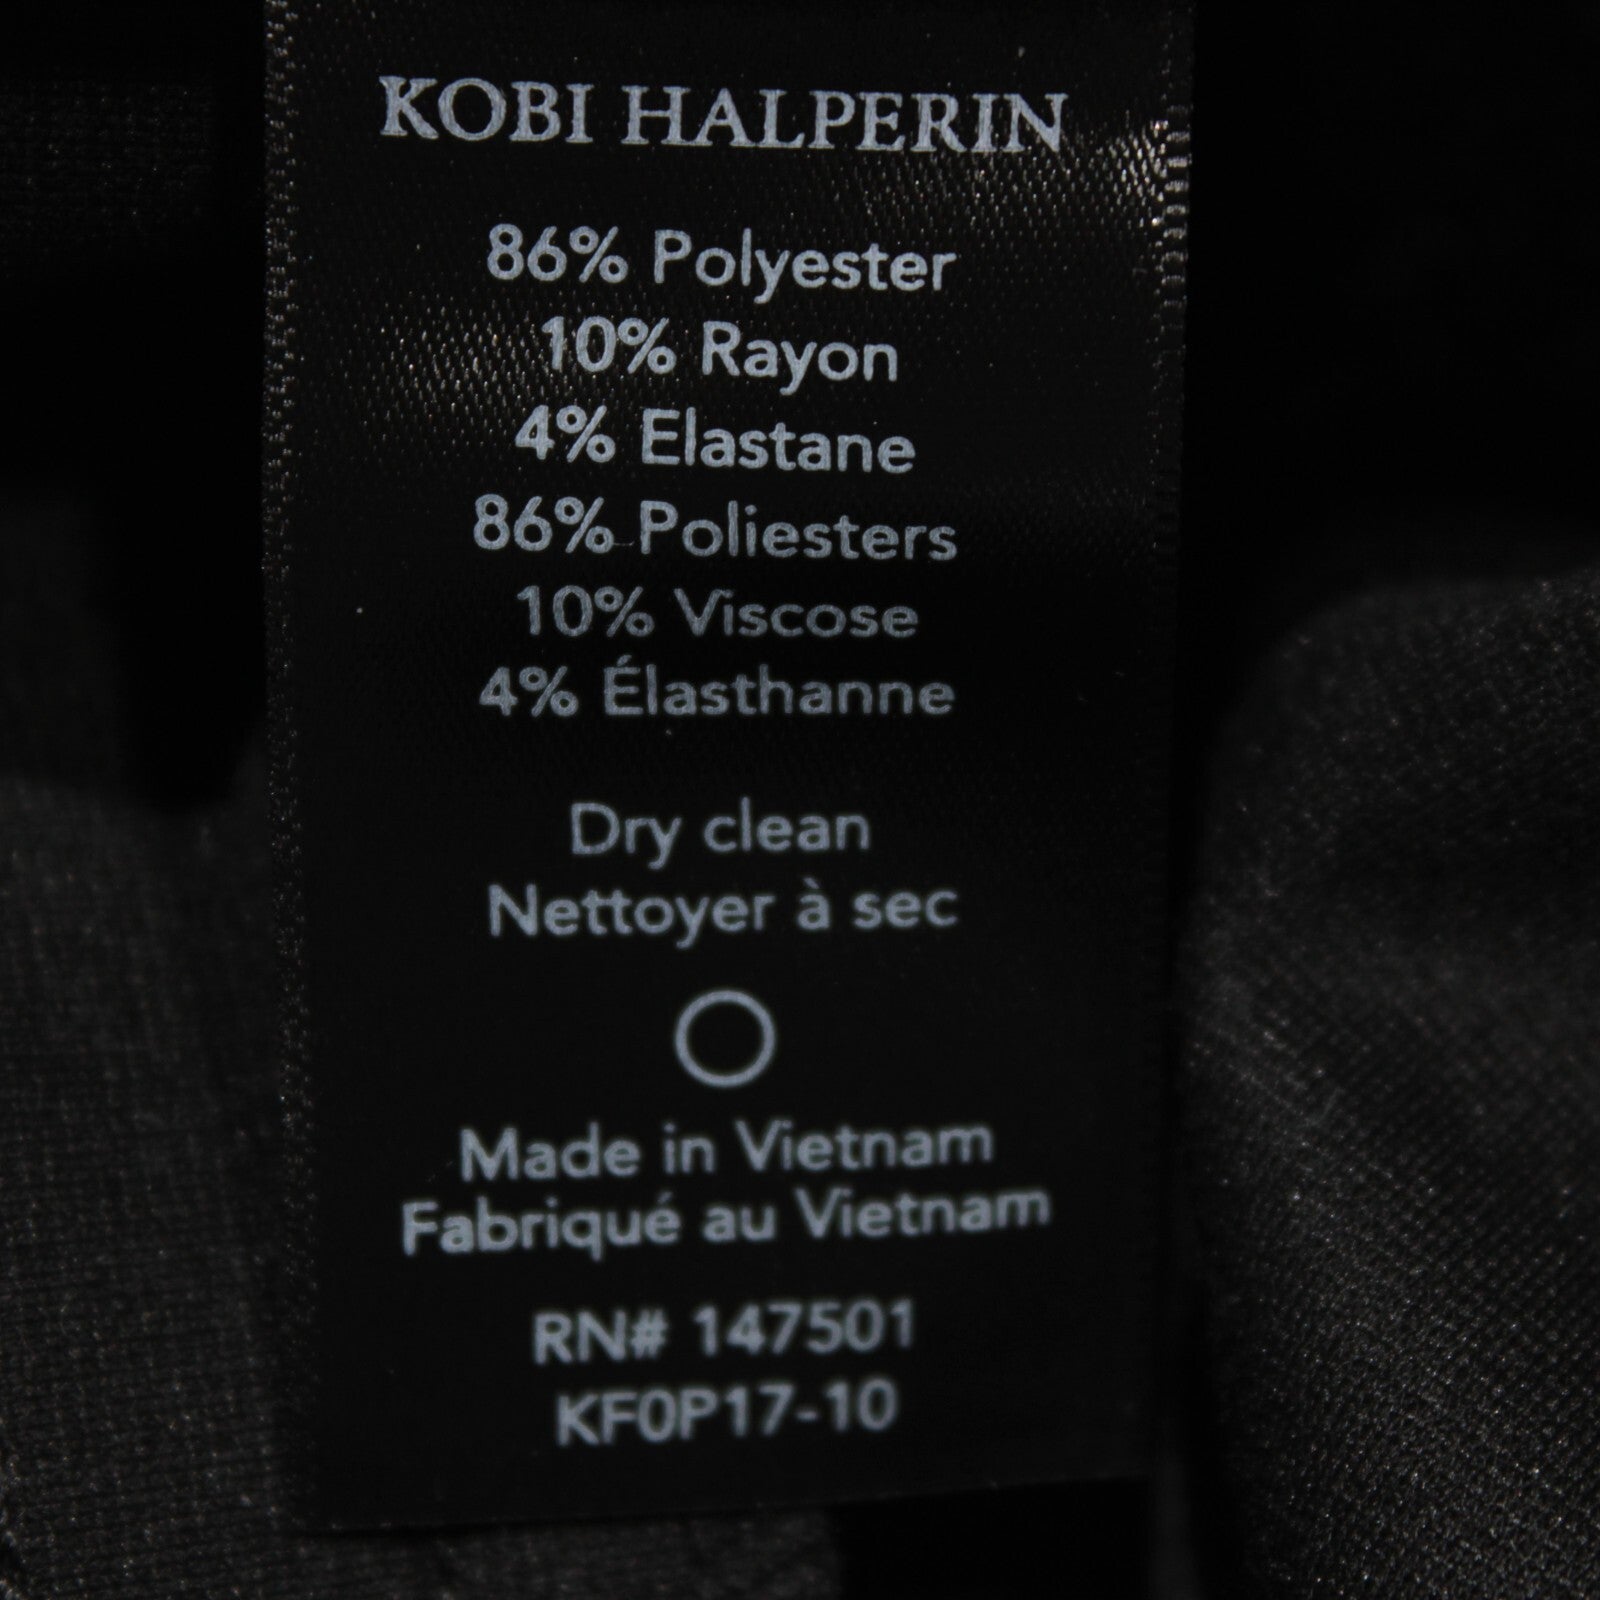 KOBI HALPERIN
86% Polyester
10% Rayon
4% Elastane
86% Poliesters
10% Viscose
4% Élasthanne
Dry clean
Nettoyer à sec
Made in Vietnam
Fabriqué au Vietnam
RN# 147501
KF0P17-10